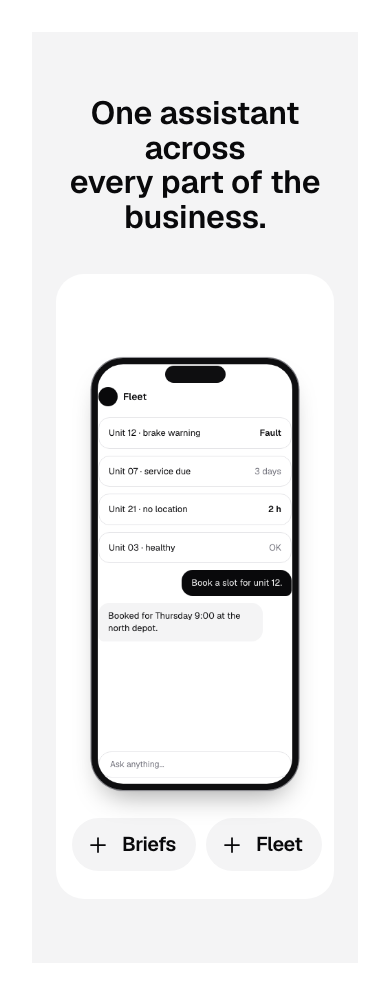 One assistant
across
every part of the
business.
Fleet
Unit 12 · brake warning Fault
Unit 07 · service due 3 days
Unit 21 · no location 2 h
Unit 03 · healthy OK
Book a slot for unit 12.
Booked for Thursday 9:00 at the
north depot.
Ask anything...
+ Briefs + Fleet